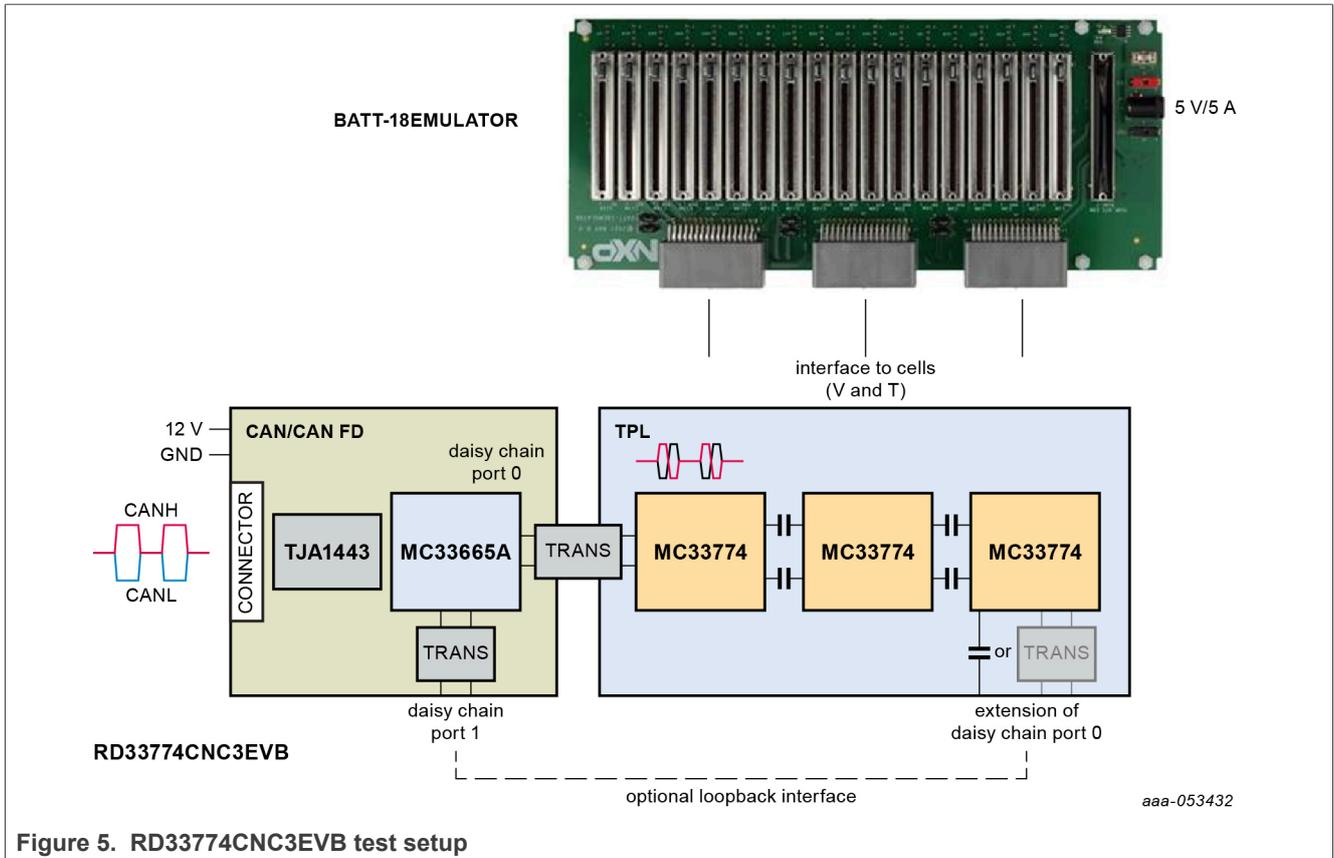 BATT-18EMULATOR
5 V/5 A
NXP
interface to cells
(V and T)
12 V
GND
CAN/CAN FD
daisy chain
port 0
TPL
CANH
CANL
CONNECTOR
TJA1443
MC33665A
TRANS
MC33774
MC33774
MC33774
TRANS
or
TRANS
daisy chain
port 1
extension of
daisy chain port 0
RD33774CNC3EVB
optional loopback interface
aaa-053432
Figure 5. RD33774CNC3EVB test setup